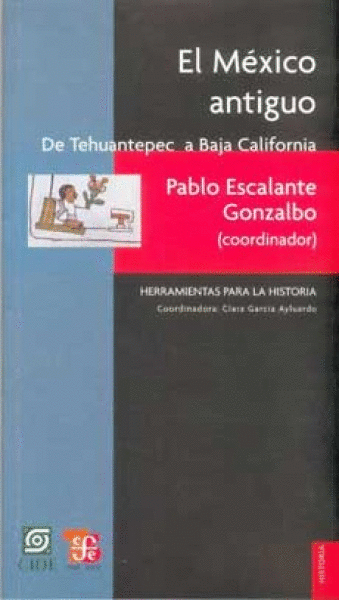 El México
antiguo
De Tehuantepec a Baja California
Pablo Escalante
Gonzalbo
(coordinador)
HERRAMIENTAS PARA LA HISTORIA
Coordinadora: Clara García Ayluardo
CIDE
fce
HISTORIA